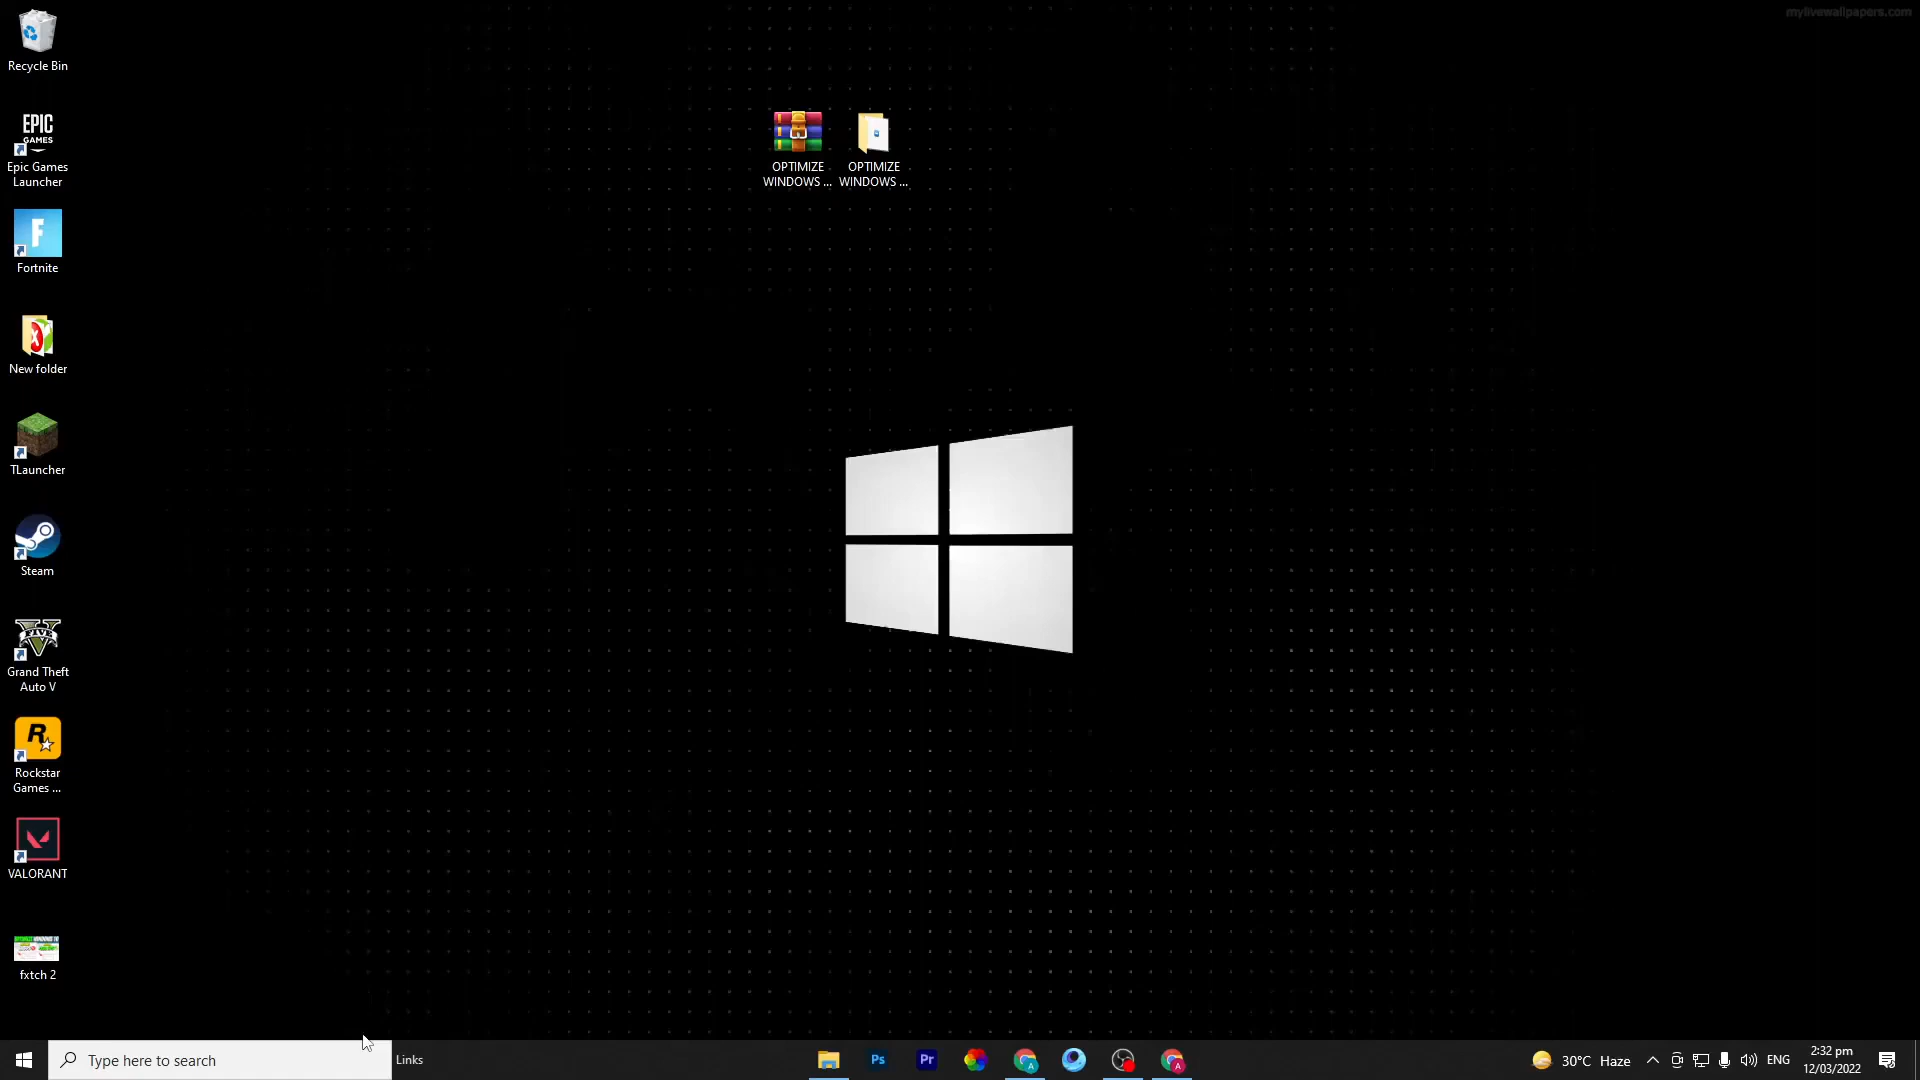 mylivewallpapers.com
Recycle Bin
OPTIMIZE
WINDOWS ...
OPTIMIZE
WINDOWS ...
EPIC
GAMES
Epic Games
Launcher
F
Fortnite
New folder
TLauncher
Steam
V
FIVE
Grand Theft
Auto V
R
Rockstar
Games ...
VALORANT
fxtch 2
Type here to search
Links
Ps
Pr
A
A
30°C Haze
ENG
2:32 pm
12/03/2022